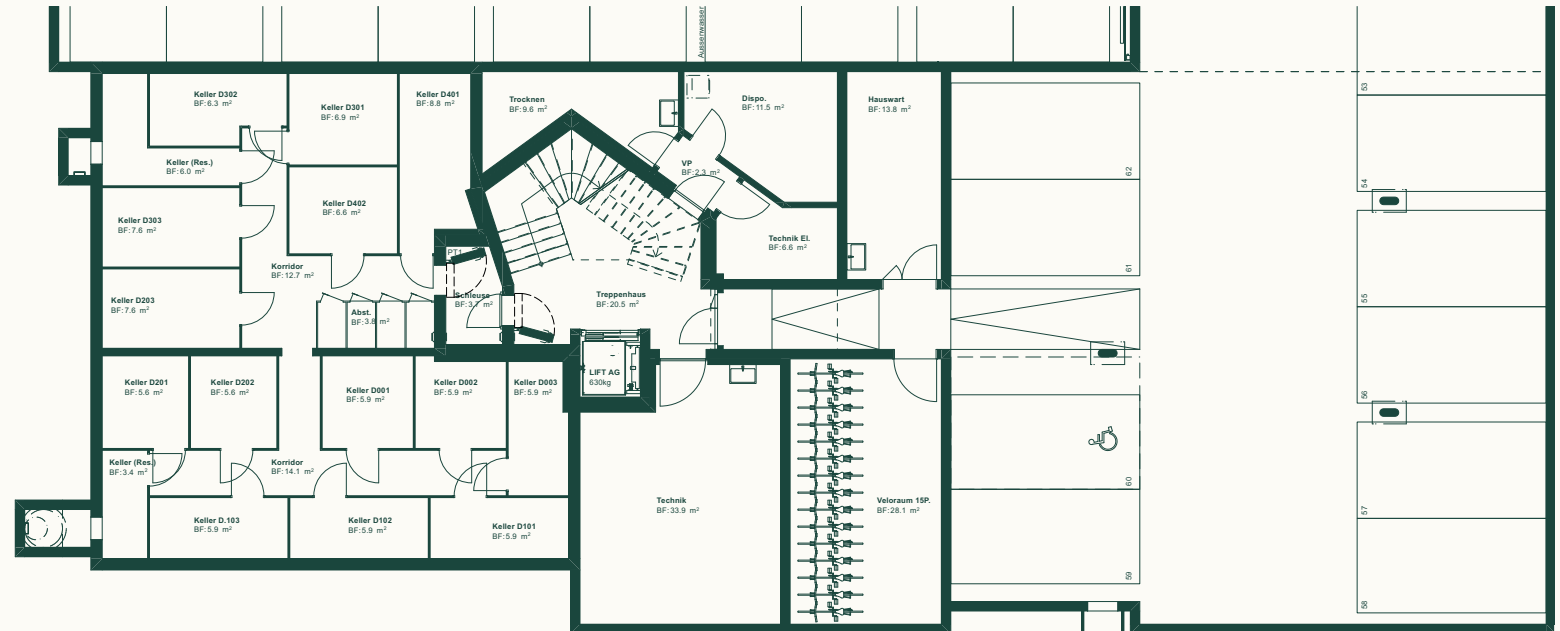 Aussenwasser
Keller D302
BF:6.3 m²
Keller D301
BF:6.9 m²
Keller D401
BF:8.8 m²
Trocknen
BF:9.6 m²
Dispo.
BF:11.5 m²
Hauswart
BF:13.8 m²
53
Keller (Res.)
BF:6.0 m²
VP
BF:2.3 m²
62
54
Keller D303
BF:7.6 m²
Keller D402
BF:6.6 m²
Technik El.
BF:6.6 m²
PT1
61
Korridor
BF:12.7 m²
Keller D203
BF:7.6 m²
Abst.
BF:3.8 m²
Schleuse
BF:3.7 m²
Treppenhaus
BF:20.5 m²
55
Keller D201
BF:5.6 m²
Keller D202
BF:5.6 m²
Keller D001
BF:5.9 m²
Keller D002
BF:5.9 m²
Keller D003
BF:5.9 m²
LIFT AG
630kg
56
Keller (Res.)
BF:3.4 m²
Korridor
BF:14.1 m²
60
Keller D.103
BF:5.9 m²
Keller D102
BF:5.9 m²
Keller D101
BF:5.9 m²
Technik
BF:33.9 m²
Veloraum 15P.
BF:28.1 m²
57
59
58